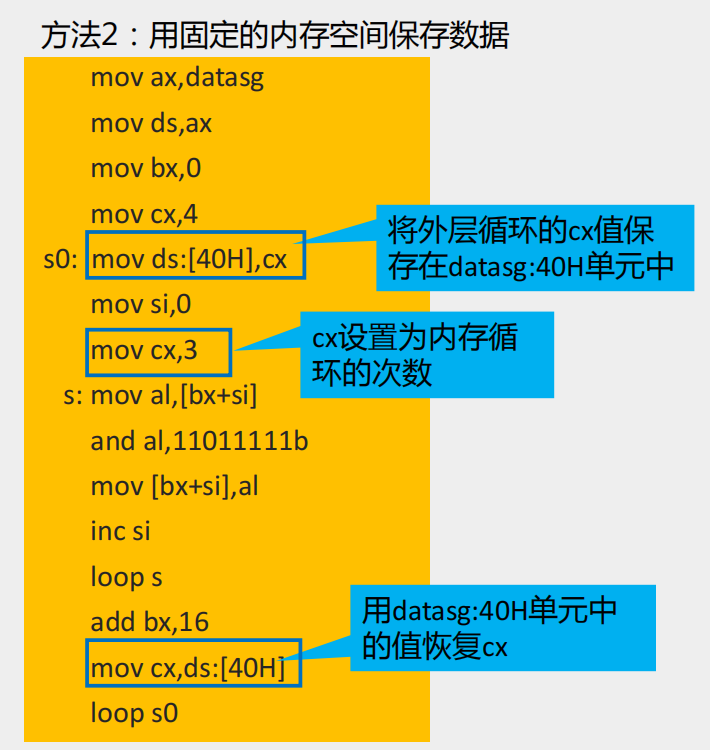 方法2：用固定的内存空间保存数据
mov ax,datasg
mov ds,ax
mov bx,0
mov cx,4
s0: mov ds:[40H],cx
将外层循环的cx值保
存在datasg:40H单元中
mov si,0
mov cx,3
cx设置为内存循
环的次数
s: mov al,[bx+si]
and al,11011111b
mov [bx+si],al
inc si
loop s
add bx,16
mov cx,ds:[40H]
用datasg:40H单元中
的值恢复cx
loop s0